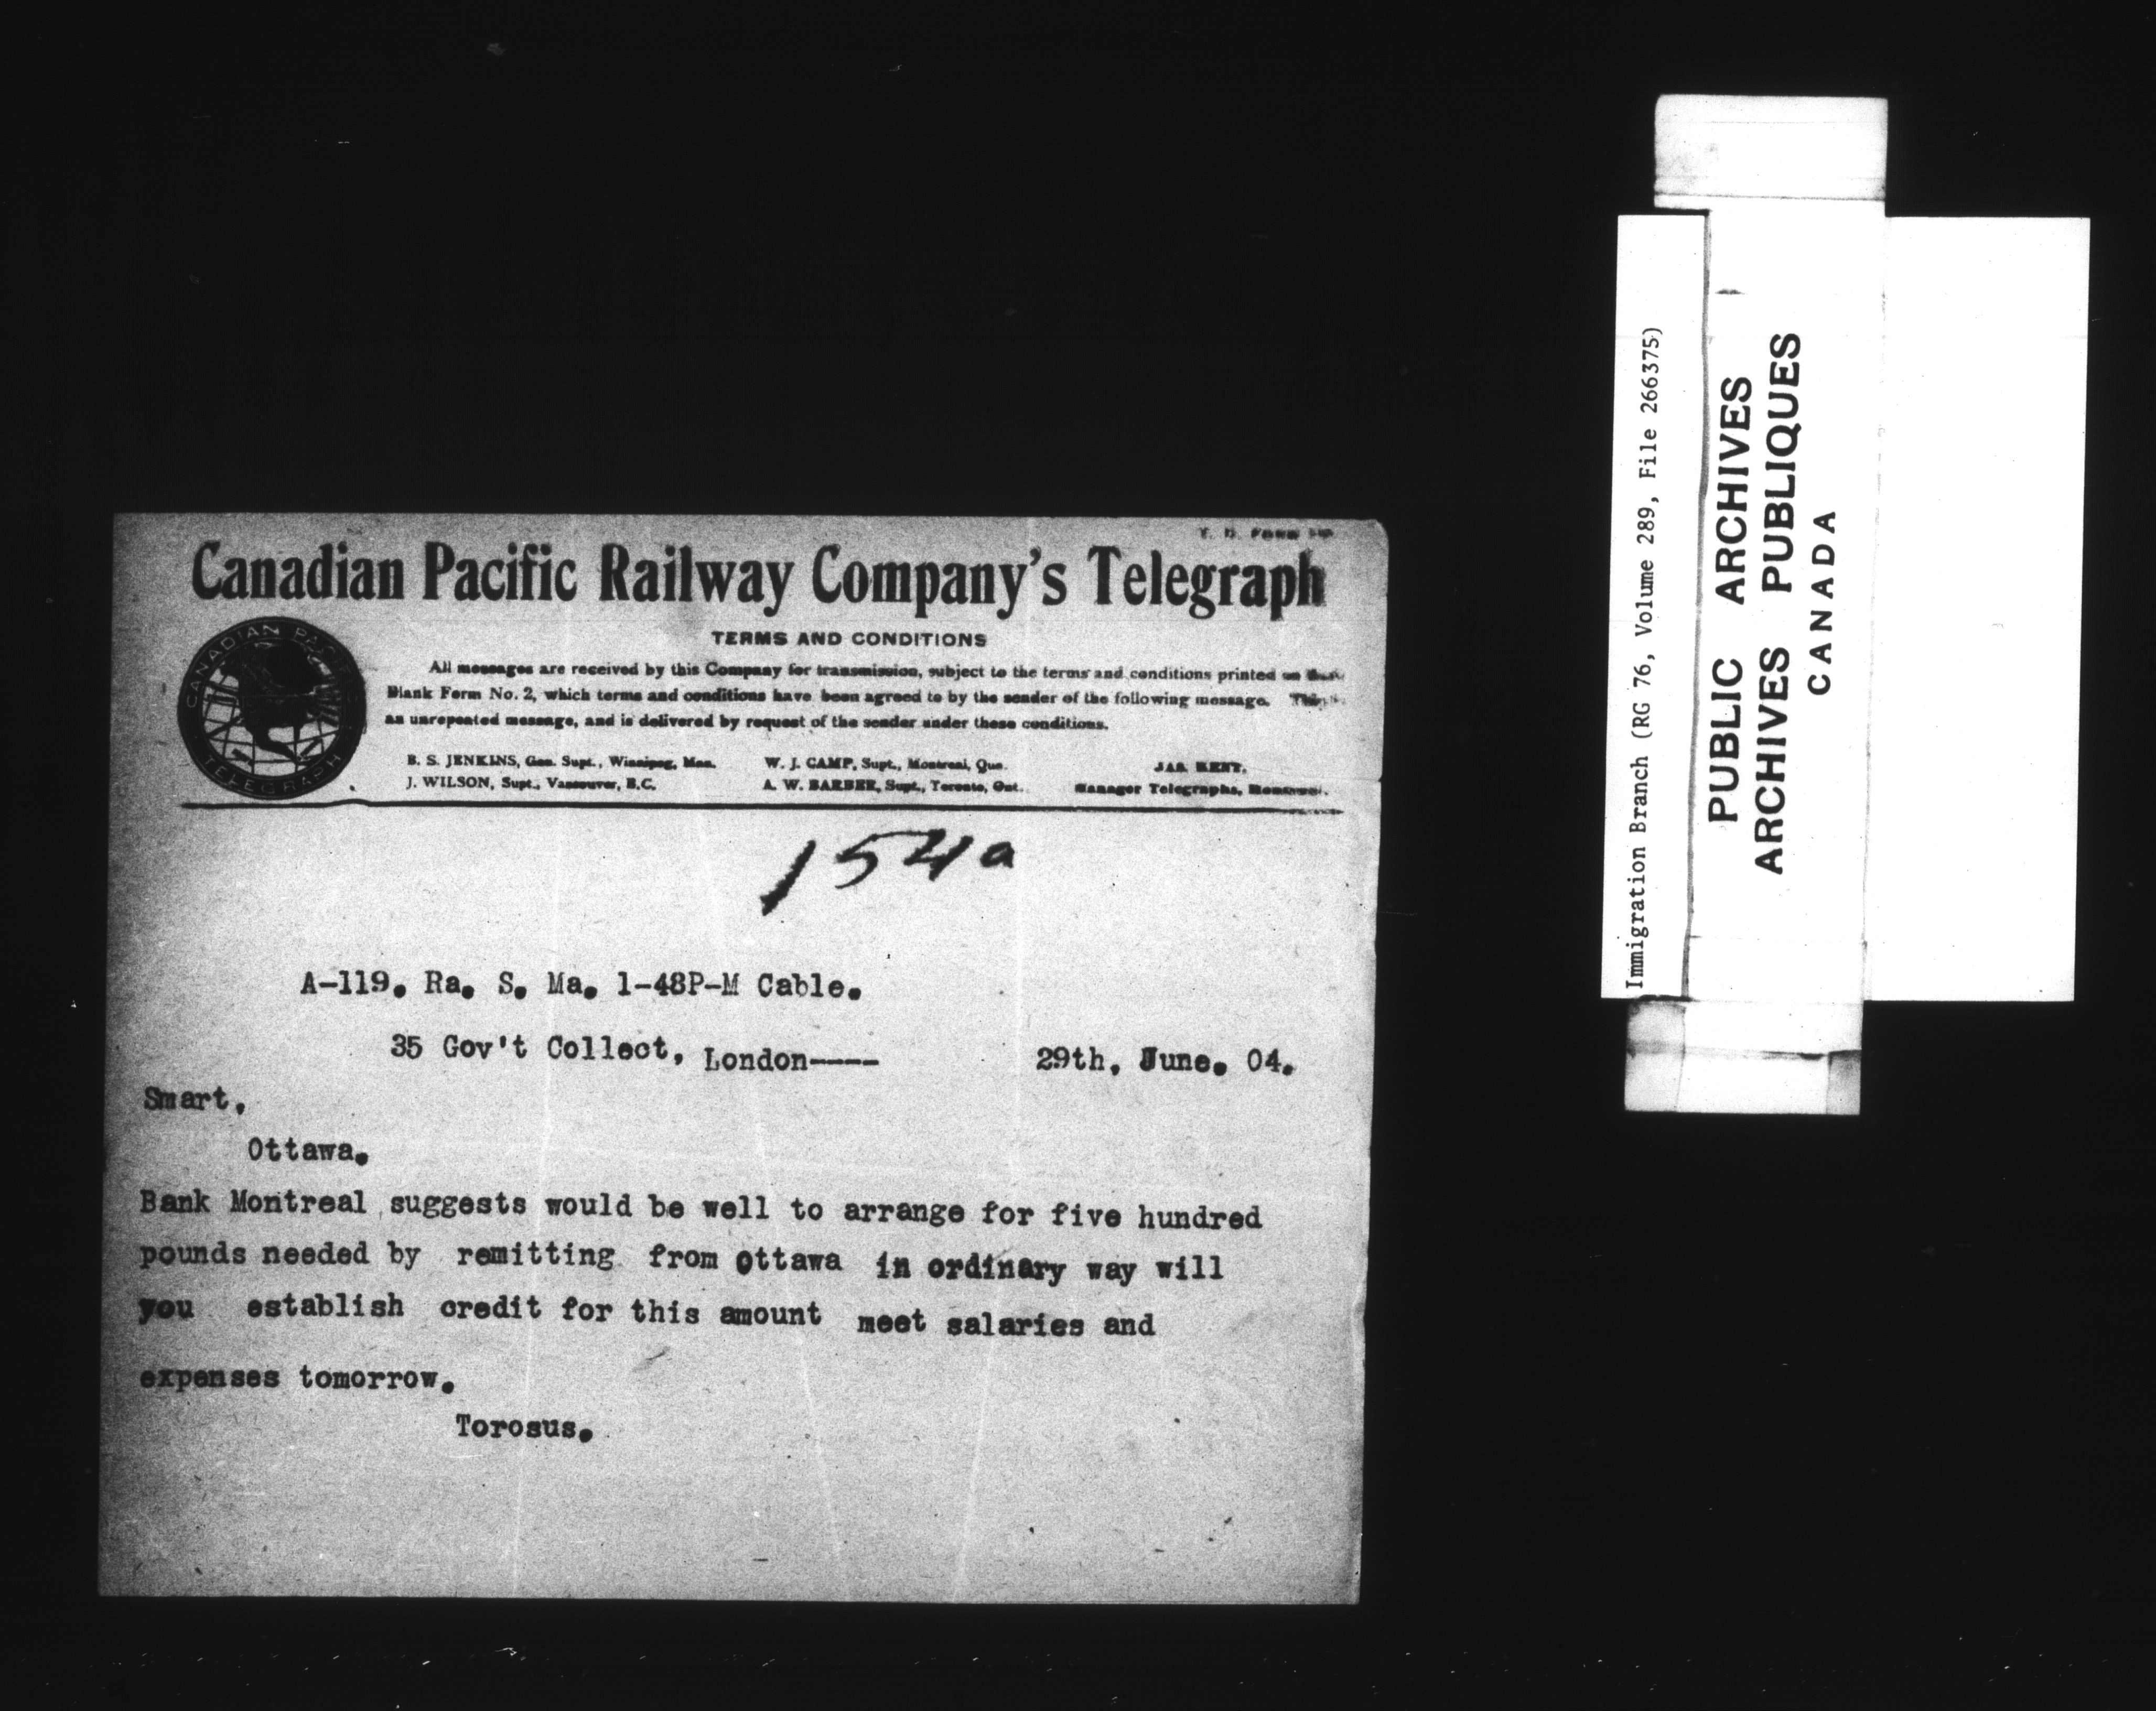 T. D. FORM
Canadian Pacific Railway Company's Telegraph
TERMS AND CONDITIONS
All messages are received by this Company for transmission, subject to the terms and conditions printed on their
Blank Form No. 2, which terms and conditions have been agreed to by the sender of the following message. This is
an unrepeated message, and is delivered by request of the sender under these conditions.
CANADIAN PACIFIC
TELEGRAPH
B. S. JENKINS, Gen. Supt., Winnipeg, Man. W. J. CAMP, Supt., Montreal, Que. JAS. KENT,
J. WILSON, Supt., Vancouver, B.C. A. W. BARBER, Supt., Toronto, Ont. Manager Telegraphs, Montreal.
154a
A-119. Ra. S. Ma. 1-48P-M Cable.
35 Gov't Collect, London---- 29th, June. 04.
Smart,
Ottawa.
Bank Montreal suggests would be well to arrange for five hundred
pounds needed by remitting from Ottawa in ordinary way will
you establish credit for this amount meet salaries and
expenses tomorrow.
Torosus.
Immigration Branch (RG 76, Volume 289, File 266375)
PUBLIC ARCHIVES
ARCHIVES PUBLIQUES
CANADA